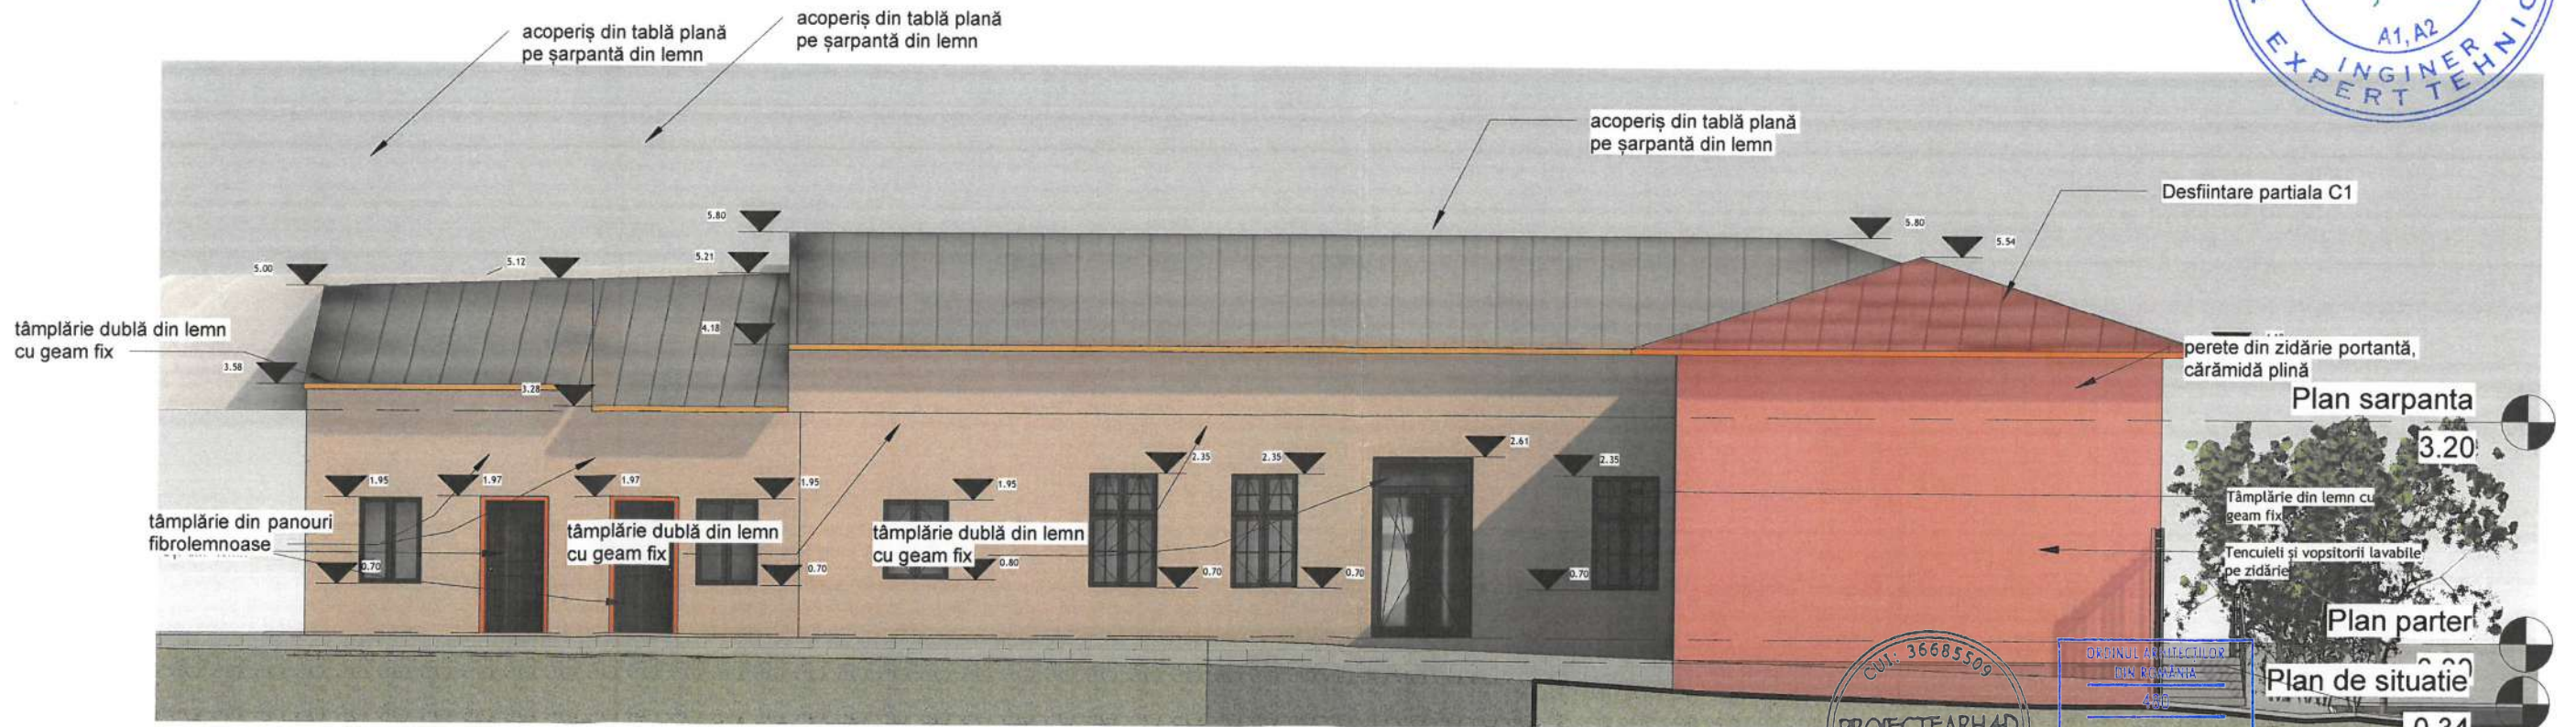 acoperiș din tablă plană
pe șarpantă din lemn
acoperiș din tablă plană
pe șarpantă din lemn
A1, A2
INGINER
EXPERT TEHNIC
acoperiș din tablă plană
pe șarpantă din lemn
Desfiintare partiala C1
5.80
5.80
5.54
5.00
5.12
5.21
4.18
tâmplărie dublă din lemn
cu geam fix
3.58
3.28
perete din zidărie portantă,
cărămidă plină
Plan sarpanta
3.20
1.95
1.97
1.97
1.95
1.95
2.35
2.35
2.61
2.35
tâmplărie din panouri
fibrolemnoase
tâmplărie dublă din lemn
cu geam fix
tâmplărie dublă din lemn
cu geam fix
Tâmplărie din lemn cu
geam fix
Tencuieli și vopsitorii lavabile
pe zidărie
0.70
0.70
0.80
0.70
0.70
0.70
Plan parter
Plan de situatie
CUI: 36685509
PROIECTEARH4D
ORDINUL ARHITECȚILOR
DIN ROMÂNIA